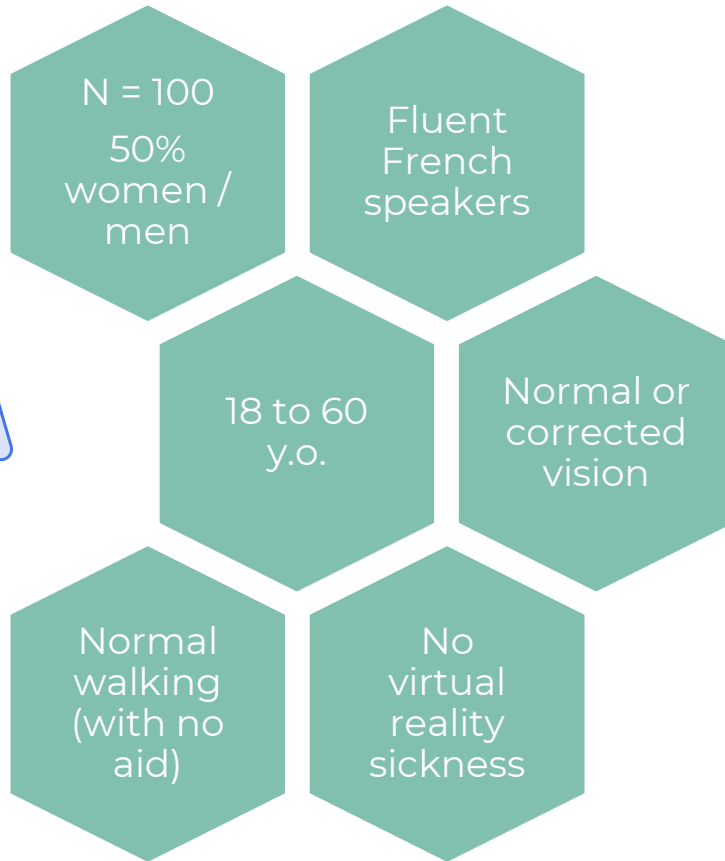 N = 100
50%
women /
men
Fluent
French
speakers
18 to 60
y.o.
Normal or
corrected
vision
Normal
walking
(with no
aid)
No
virtual
reality
sickness